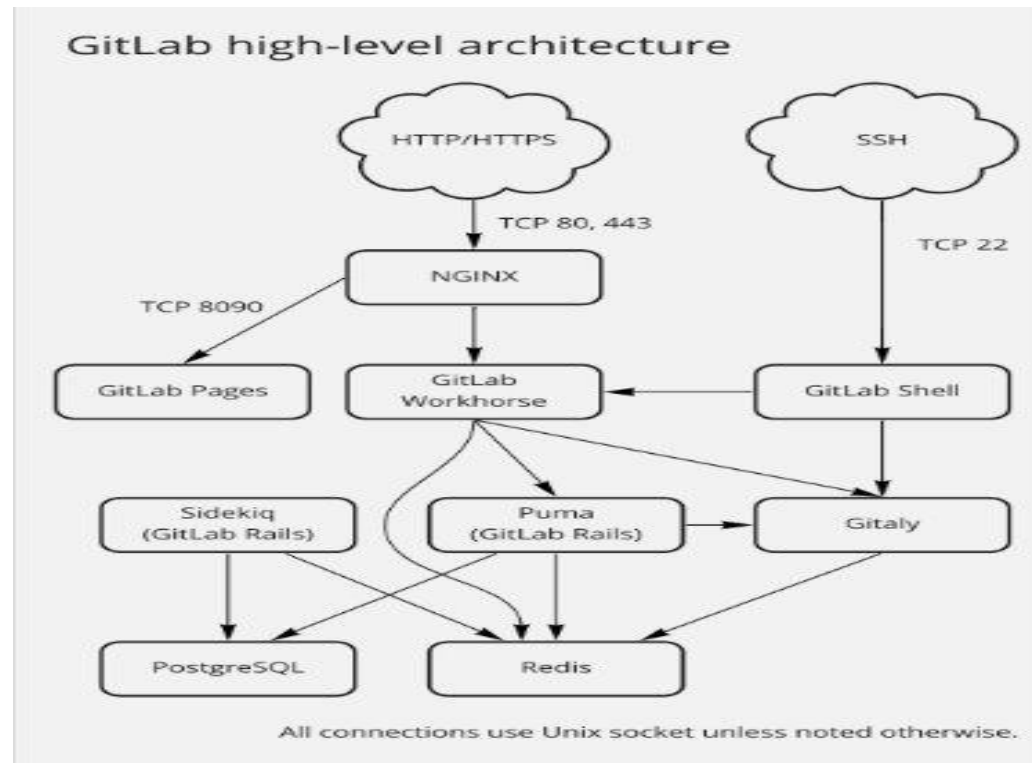 GitLab high-level architecture
HTTP/HTTPS
SSH
TCP 80, 443
TCP 22
NGINX
TCP 8090
GitLab Pages
GitLab
Workhorse
GitLab Shell
Sidekiq
(GitLab Rails)
Puma
(GitLab Rails)
Gitaly
PostgreSQL
Redis
All connections use Unix socket unless noted otherwise.